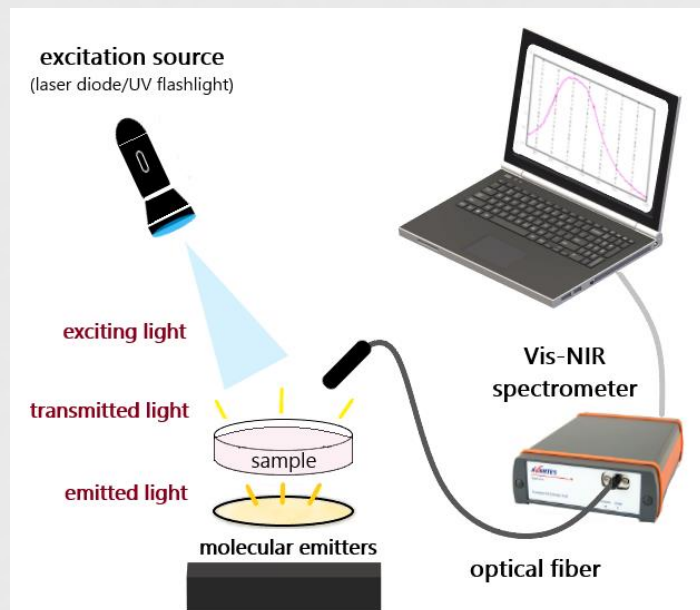 excitation source
(laser diode/UV flashlight)
exciting light
Vis-NIR
spectrometer
transmitted light
sample
emitted light
AVANTES
molecular emitters
optical fiber